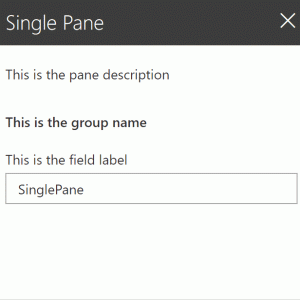 Single Pane
This is the pane description
This is the group name
This is the field label
SinglePane